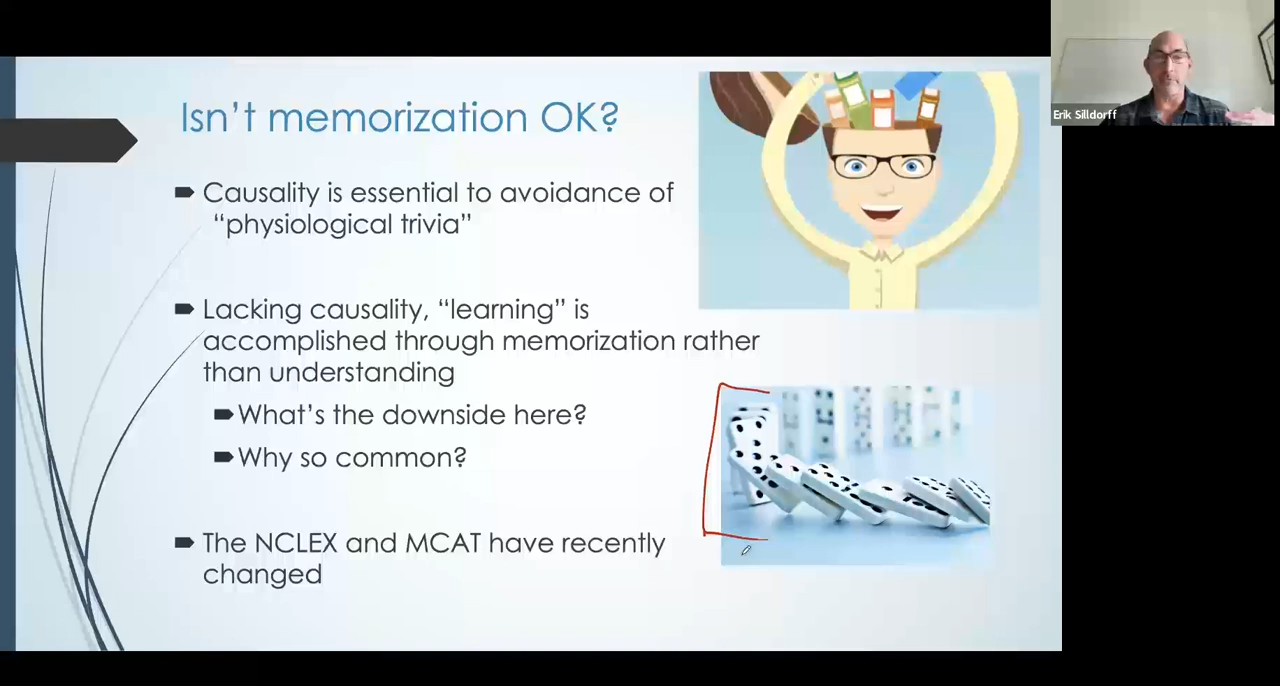 Isn’t memorization OK?
Causality is essential to avoidance of
“physiological trivia”
Lacking causality, “learning” is
accomplished through memorization rather
than understanding
What’s the downside here?
Why so common?
The NCLEX and MCAT have recently
changed
Erik Silldorff